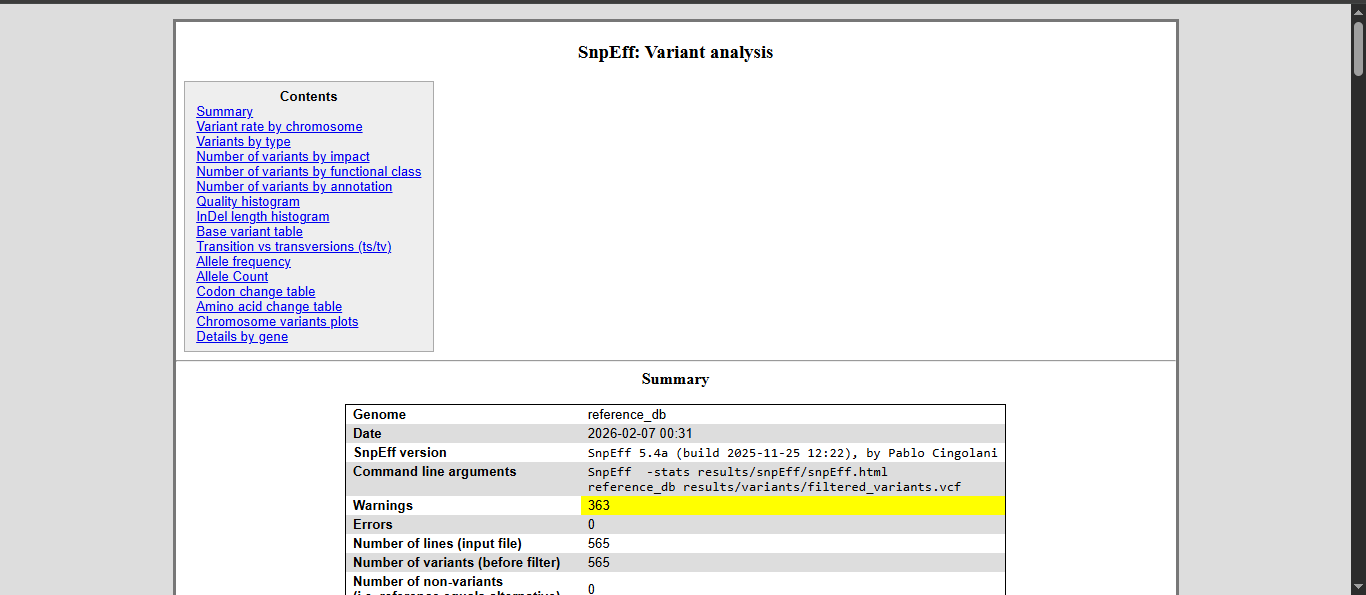 SnpEff: Variant analysis
Contents
Summary
Variant rate by chromosome
Variants by type
Number of variants by impact
Number of variants by functional class
Number of variants by annotation
Quality histogram
InDel length histogram
Base variant table
Transition vs transversions (ts/tv)
Allele frequency
Allele Count
Codon change table
Amino acid change table
Chromosome variants plots
Details by gene
Summary
Genome reference_db
Date 2026-02-07 00:31
SnpEff version SnpEff 5.4a (build 2025-11-25 12:22), by Pablo Cingolani
Command line arguments SnpEff  -stats results/snpEff/snpEff.html
reference_db results/variants/filtered_variants.vcf
Warnings 363
Errors 0
Number of lines (input file) 565
Number of variants (before filter) 565
Number of non-variants 0
(i.e. reference equals alternative)